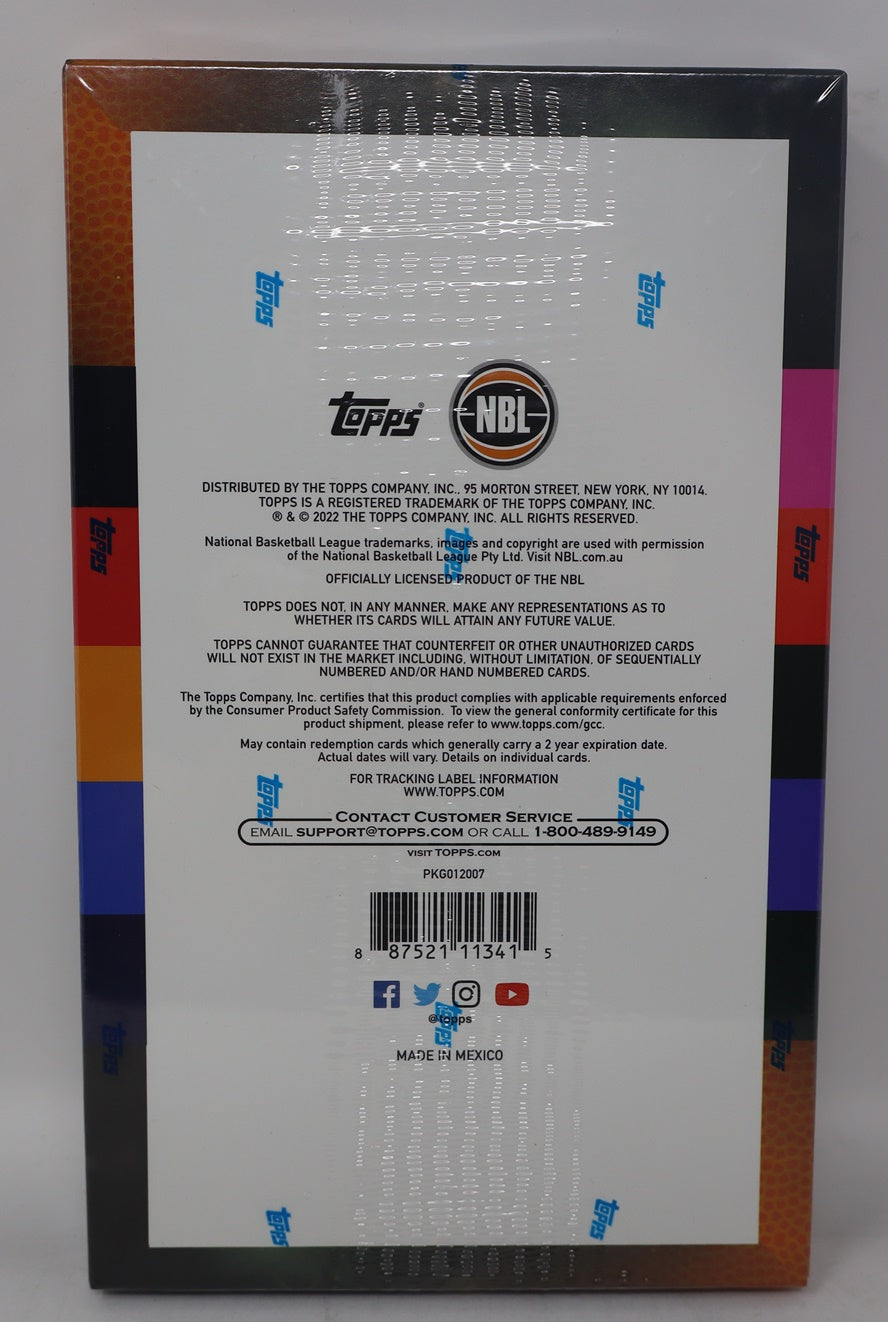 topps
topps
topps® NBL
DISTRIBUTED BY THE TOPPS COMPANY, INC., 95 MORTON STREET, NEW YORK, NY 10014.
TOPPS IS A REGISTERED TRADEMARK OF THE TOPPS COMPANY, INC.
® & © 2022 THE TOPPS COMPANY, INC. ALL RIGHTS RESERVED.
National Basketball League trademarks, images and copyright are used with permission
of the National Basketball League Pty Ltd. Visit NBL.com.au
topps
topps
topps
OFFICIALLY LICENSED PRODUCT OF THE NBL
TOPPS DOES NOT, IN ANY MANNER, MAKE ANY REPRESENTATIONS AS TO
WHETHER ITS CARDS WILL ATTAIN ANY FUTURE VALUE.
TOPPS CANNOT GUARANTEE THAT COUNTERFEIT OR OTHER UNAUTHORIZED CARDS
WILL NOT EXIST IN THE MARKET INCLUDING, WITHOUT LIMITATION, OF SEQUENTIALLY
NUMBERED AND/OR HAND NUMBERED CARDS.
The Topps Company, Inc. certifies that this product complies with applicable requirements enforced
by the Consumer Product Safety Commission. To view the general conformity certificate for this
product shipment, please refer to www.topps.com/gcc.
May contain redemption cards which generally carry a 2 year expiration date.
Actual dates will vary. Details on individual cards.
FOR TRACKING LABEL INFORMATION
WWW.TOPPS.COM
topps
topps
CONTACT CUSTOMER SERVICE
EMAIL SUPPORT@TOPPS.COM OR CALL 1-800-489-9149
VISIT TOPPS.COM
PKG012007
8 87521 11341 5
@topps
topps
topps
topps
MADE IN MEXICO
topps
topps